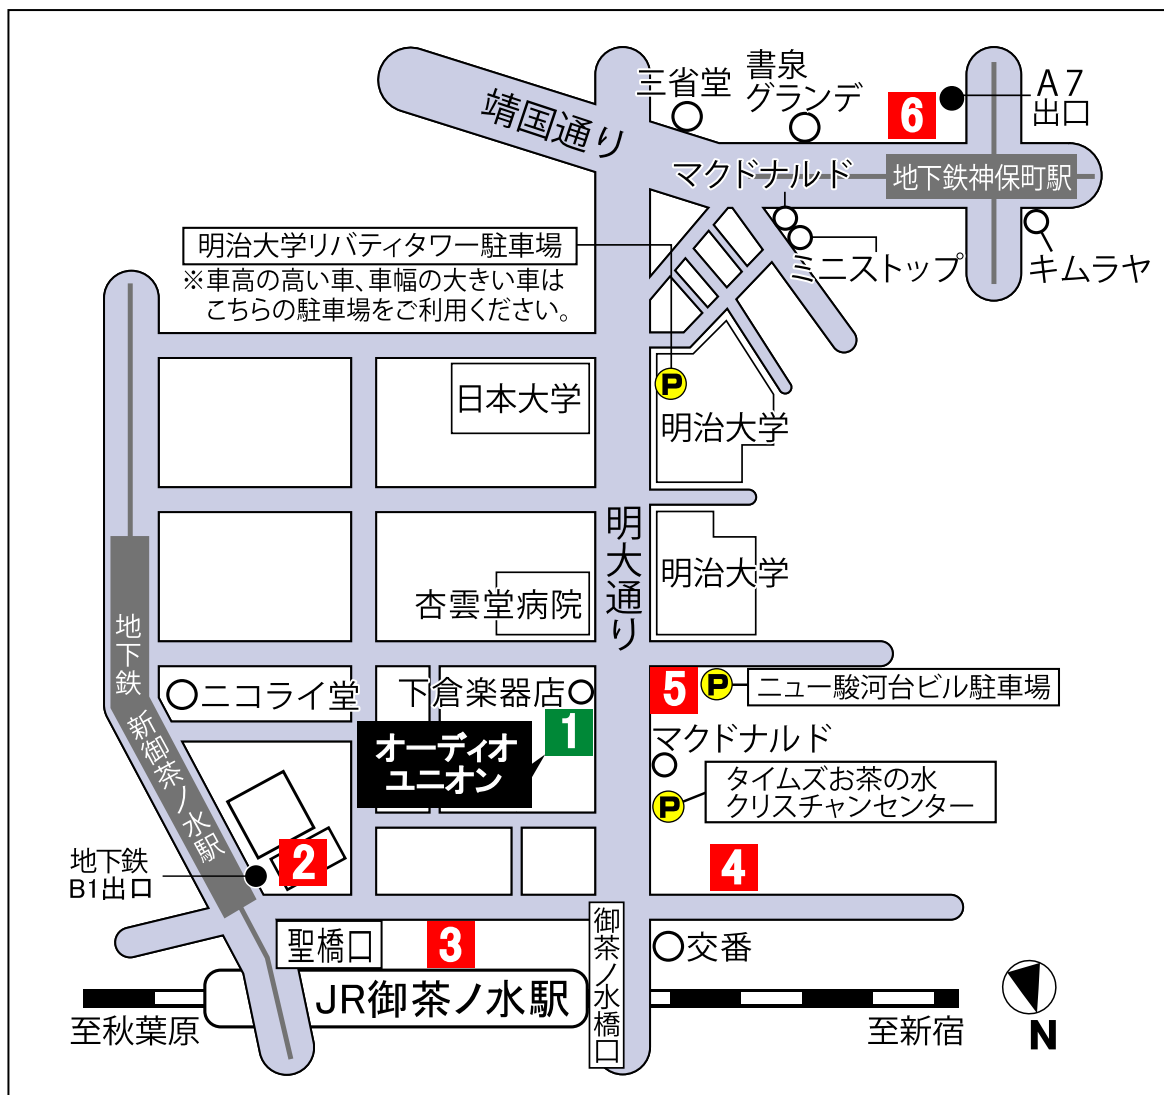 三省堂
書泉
グランデ
6
A7
出口
靖国通り
マクドナルド
地下鉄神保町駅
明治大学リバティタワー駐車場
※車高の高い車、車幅の大きい車は
こちらの駐車場をご利用ください。
ミニストップ
キムラヤ
日本大学
P
明治大学
明大通り
明治大学
杏雲堂病院
地下鉄
新御茶ノ水駅
ニコライ堂
下倉楽器店
5
P
ニュー駿河台ビル駐車場
1
オーディオ
ユニオン
マクドナルド
P
タイムズお茶の水
クリスチャンセンター
2
4
地下鉄
B1出口
聖橋口
3
御茶ノ水橋口
交番
JR御茶ノ水駅
至秋葉原
至新宿
N